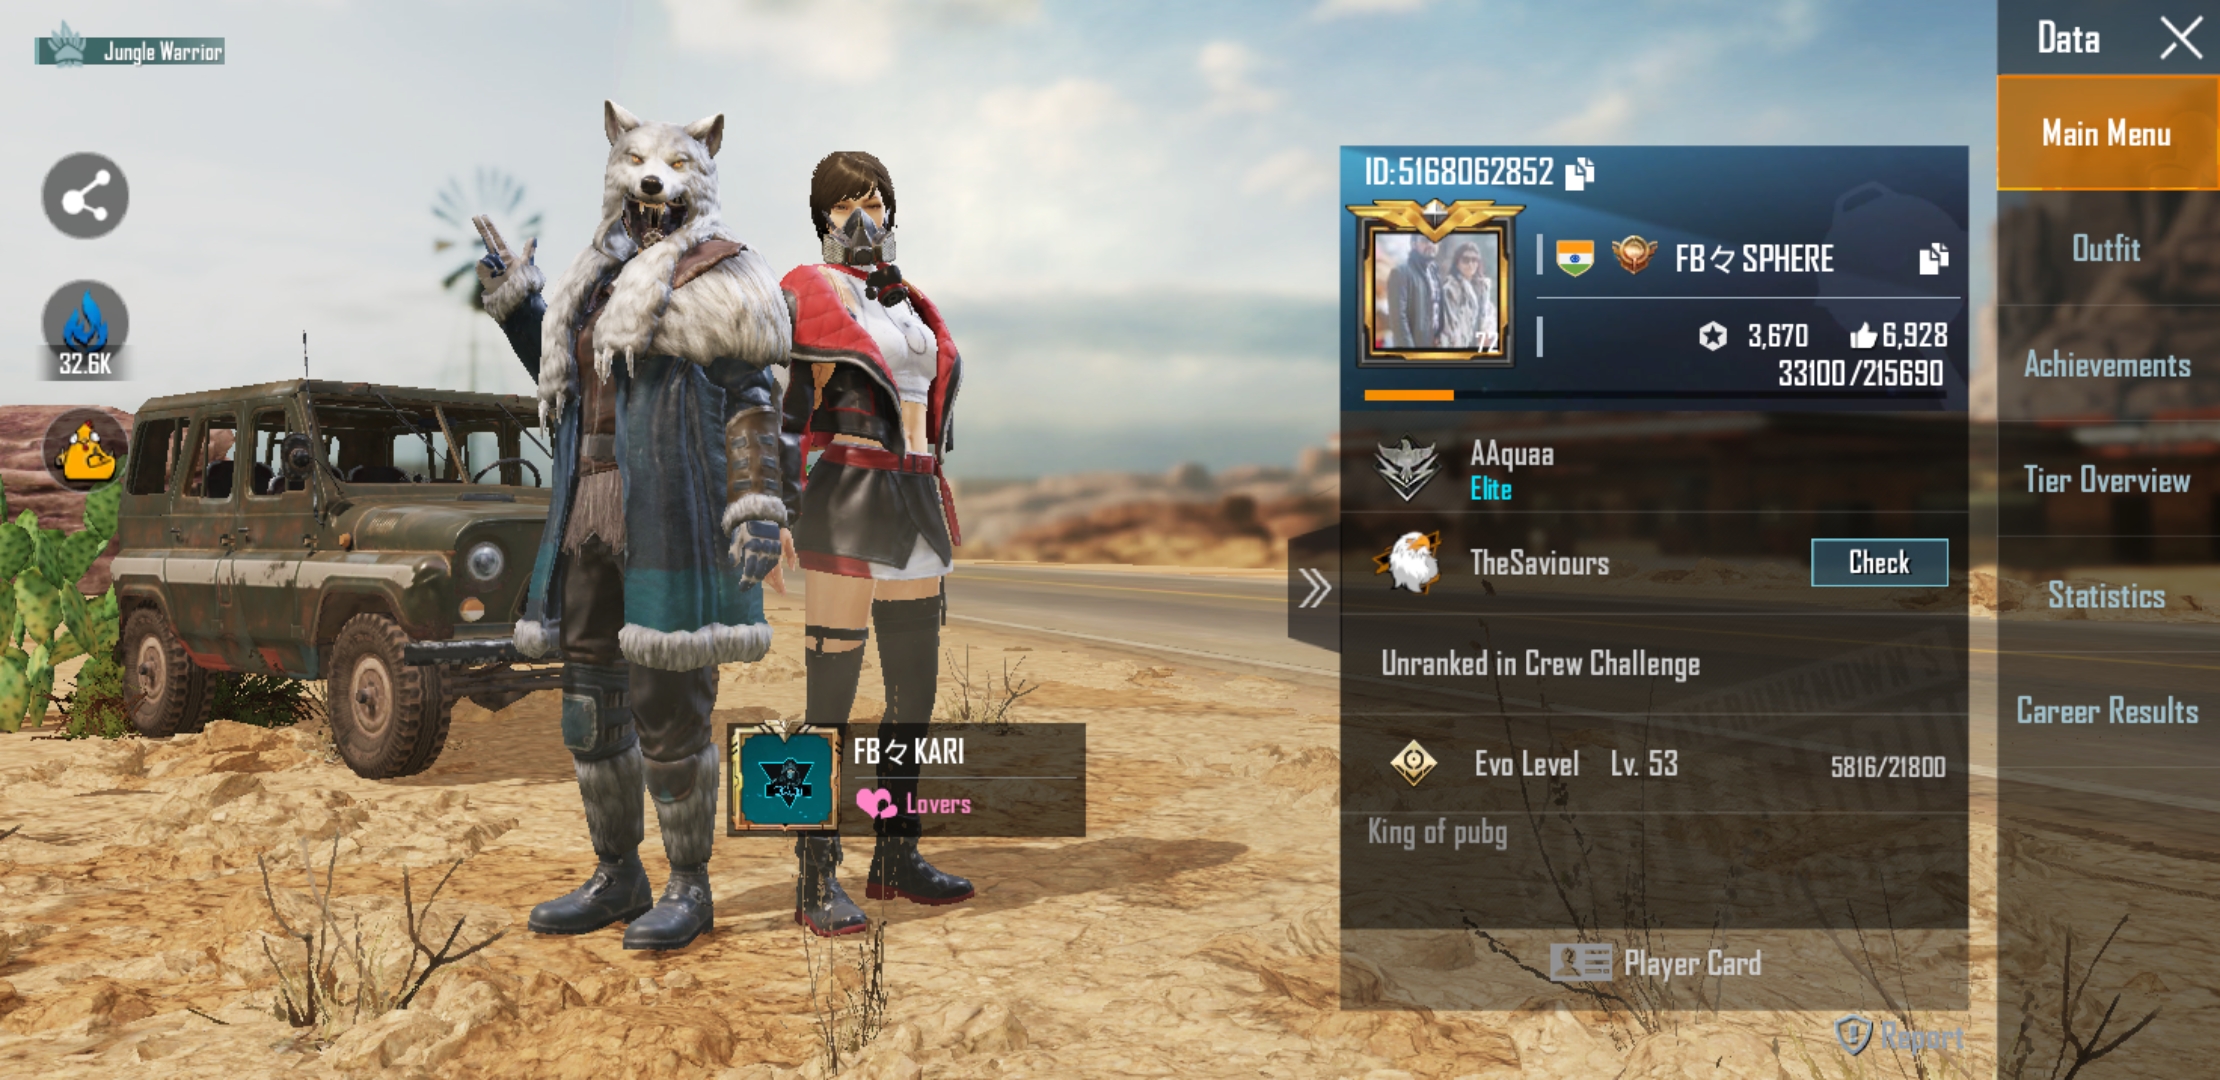 Jungle Warrior
32.6K
FB々KARI
Lovers
ID:5168062852
72
FB々SPHERE
3,670
6,928
33100/215690
AAquaa
Elite
TheSaviours
Check
Unranked in Crew Challenge
Evo Level Lv. 53 5816/21800
King of pubg
Player Card
Report
Data
Main Menu
Outfit
Achievements
Tier Overview
Statistics
Career Results